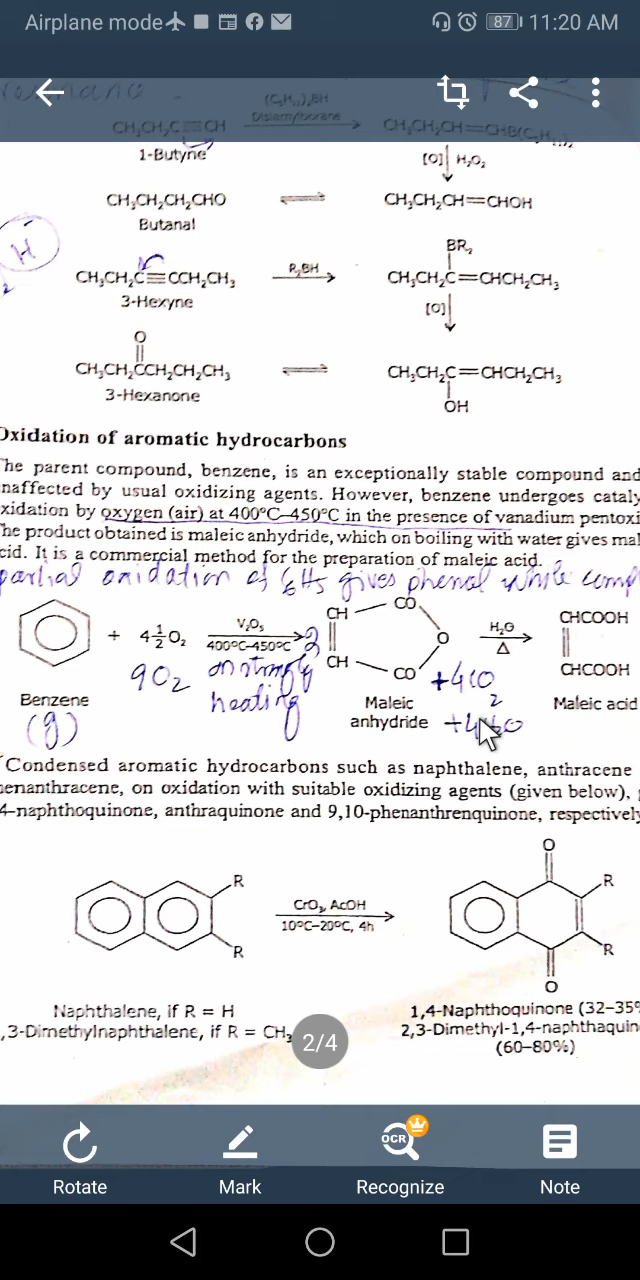 Airplane mode 87 11:20 AM
(C₅H₁₁)₂BH
CH₃CH₂C≡CH Disiamylborane CH₃CH₂CH=CHB(C₅H₁₁)₂
1-Butyne [O] H₂O₂
CH₃CH₂CH₂CHO ⇌ CH₃CH₂CH=CHOH
Butanal
H
BR₂
CH₃CH₂C≡CCH₂CH₃ R₂BH CH₃CH₂C=CHCH₂CH₃
3-Hexyne
[O]
O
CH₃CH₂CCH₂CH₂CH₃ ⇌ CH₃CH₂C=CHCH₂CH₃
3-Hexanone OH
Oxidation of aromatic hydrocarbons
The parent compound, benzene, is an exceptionally stable compound and
naffected by usual oxidizing agents. However, benzene undergoes cataly
xidation by oxygen (air) at 400°C–450°C in the presence of vanadium pentoxi
The product obtained is maleic anhydride, which on boiling with water gives mal
cid. It is a commercial method for the preparation of maleic acid.
partial oxidation of C6H5 gives phenol while compl
CH CO CHCOOH
+ 4½O₂ V₂O₅ O H₂O
400°C–450°C 2 Δ
CH CO CHCOOH
9O2 on strongly +4CO2
Benzene heating Maleic Maleic acid
(g) anhydride +4H2O
Condensed aromatic hydrocarbons such as naphthalene, anthracene
enanthracene, on oxidation with suitable oxidizing agents (given below),
4-naphthoquinone, anthraquinone and 9,10-phenanthrenquinone, respectively
O
R CrO₃, AcOH R
10°C–20°C, 4h
R R
O
Naphthalene, if R = H 1,4-Naphthoquinone (32–35%
,3-Dimethylnaphthalene, if R = CH₃ 2,3-Dimethyl-1,4-naphthaquin
2/4 (60–80%)
OCR
Rotate Mark Recognize Note